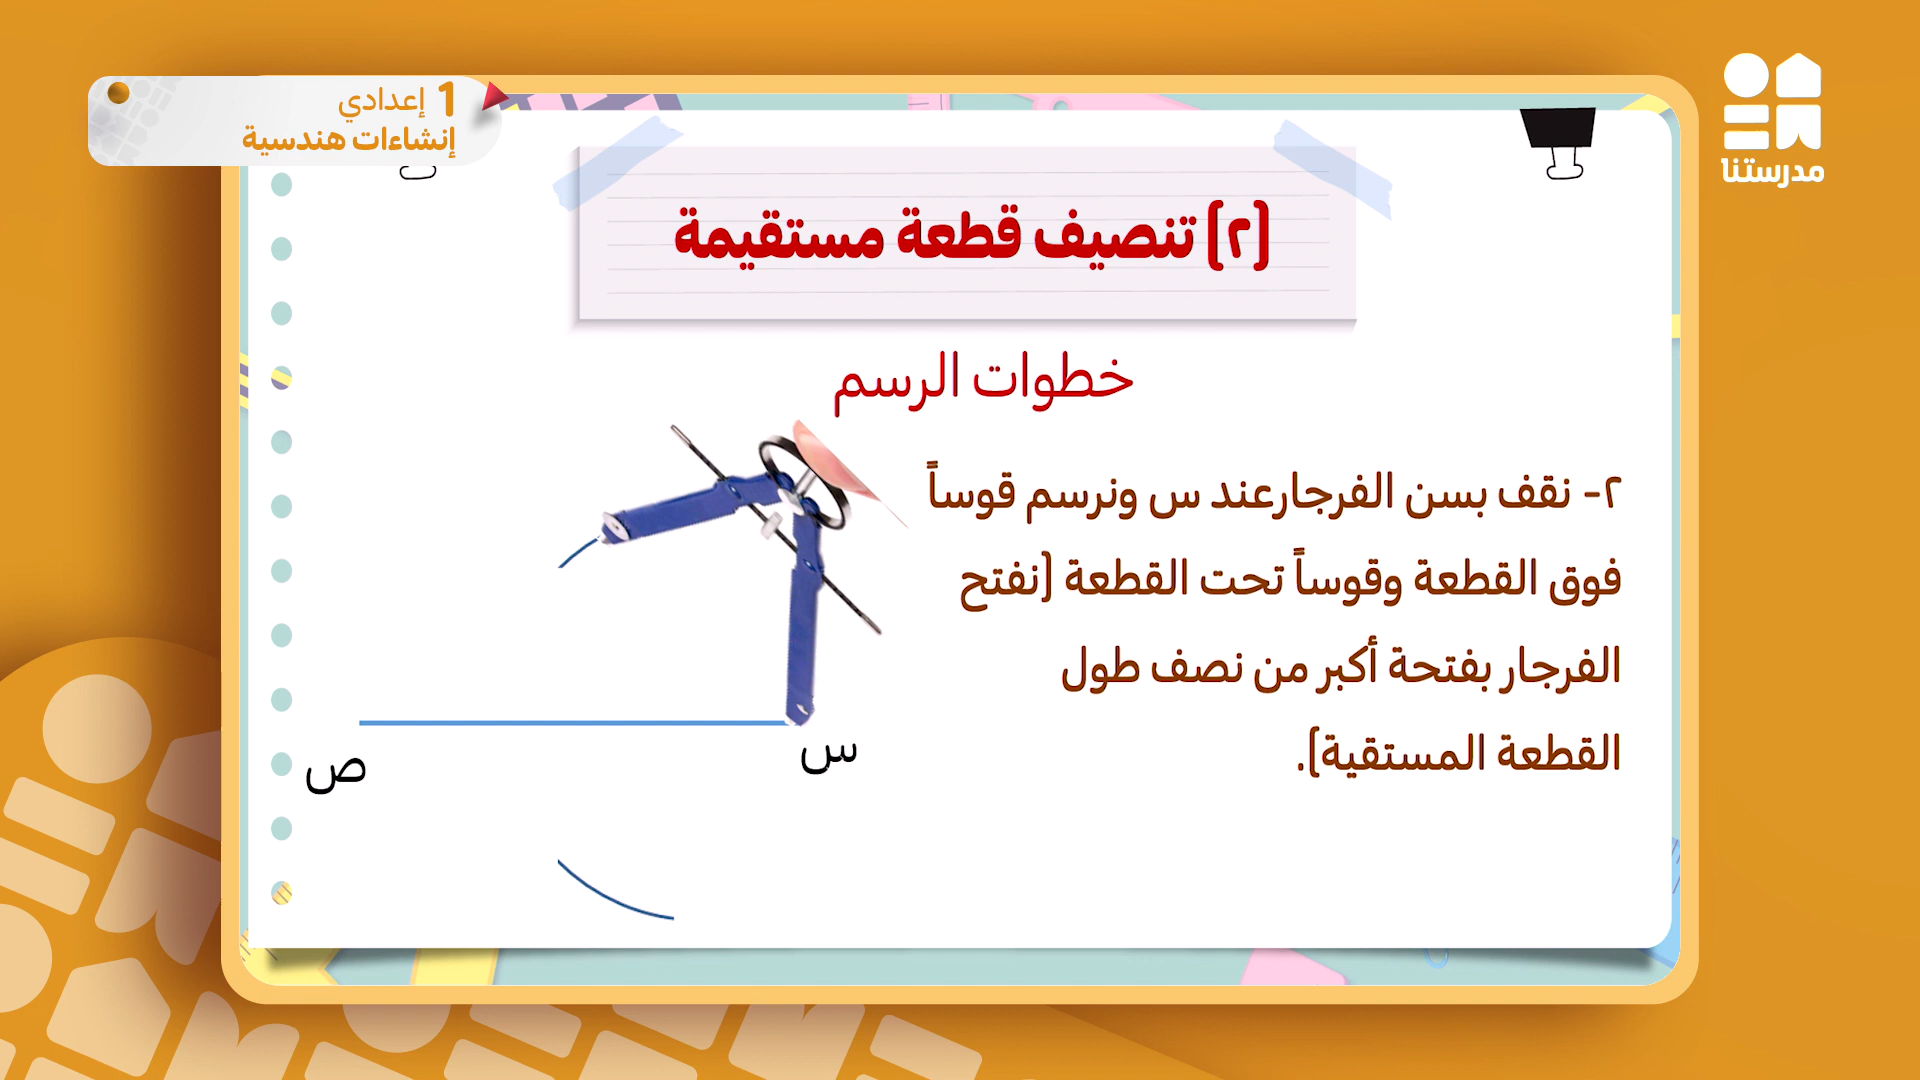 1 إعدادي
إنشاءات هندسية
مدرستنا
(٢) تنصيف قطعة مستقيمة
خطوات الرسم
٢- نقف بسن الفرجارعند س ونرسم قوساً
فوق القطعة وقوساً تحت القطعة (نفتح
الفرجار بفتحة أكبر من نصف طول
القطعة المستقية).
س
ص